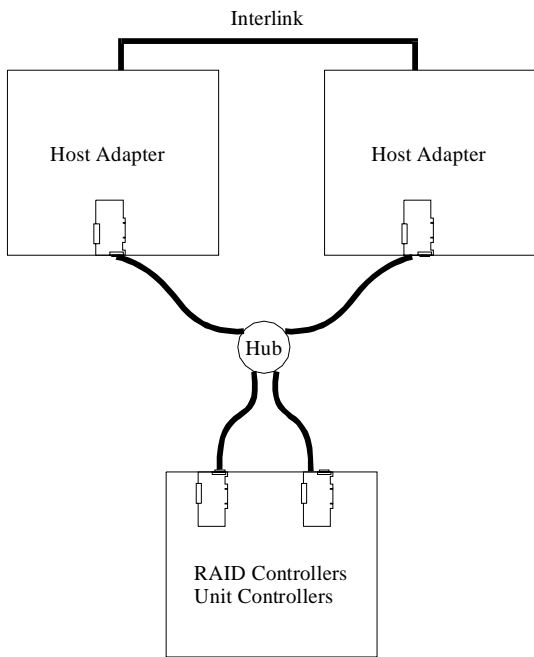 Interlink
Host Adapter
Host Adapter
Hub
RAID Controllers
Unit Controllers